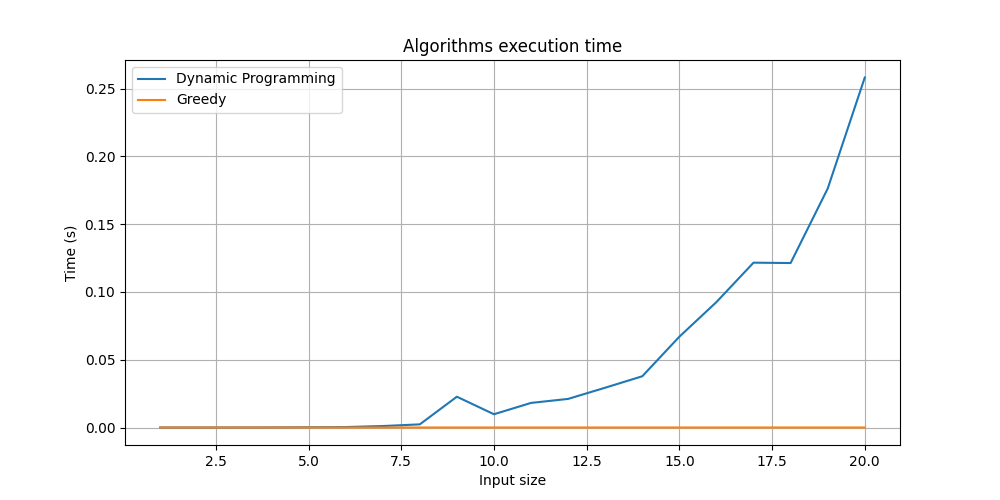 Algorithms execution time
Dynamic Programming
Greedy
0.25
0.20
0.15
0.10
0.05
0.00
Time (s)
2.5 5.0 7.5 10.0 12.5 15.0 17.5 20.0
Input size